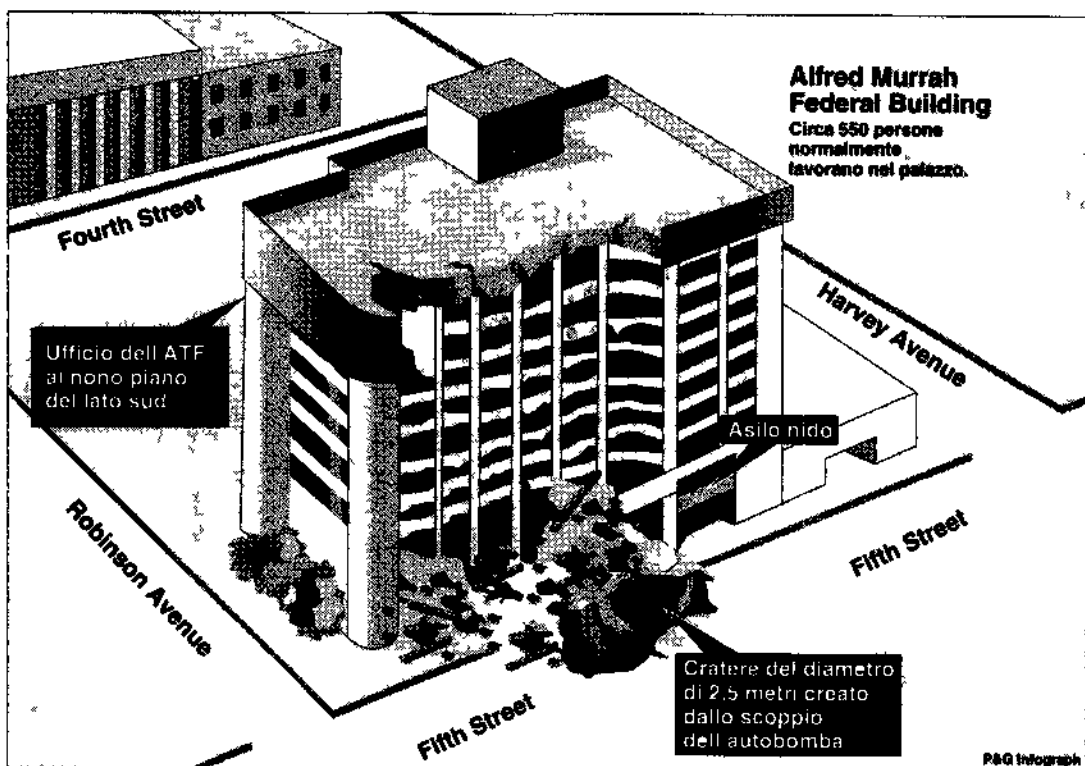 Alfred Murrah
Federal Building
Circa 550 persone
normalmente
lavorano nel palazzo.
Fourth Street
Harvey Avenue
Ufficio dell ATF
al nono piano
del lato sud
Asilo nido
Robinson Avenue
Fifth Street
Cratere del diametro
di 2,5 metri creato
dallo scoppio
dell autobomba
Fifth Street
P&G Infograph